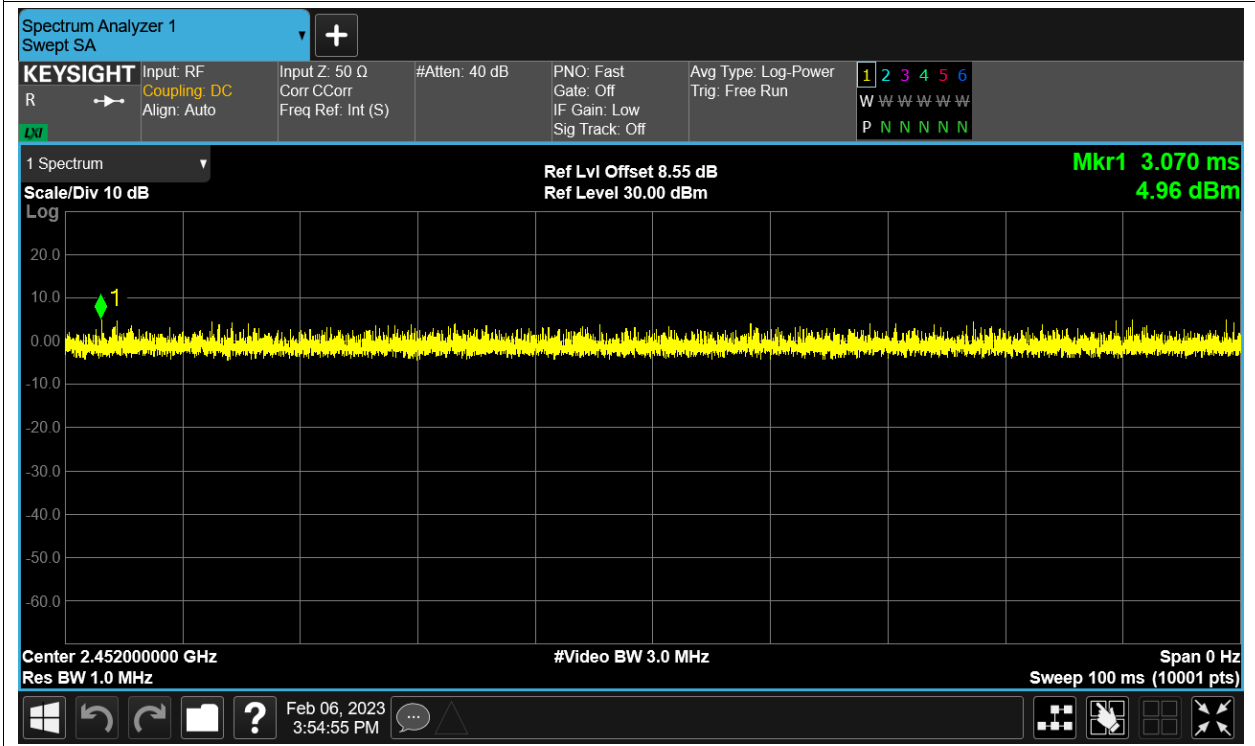 Spectrum Analyzer 1
Swept SA
+
KEYSIGHT Input: RF Input Z: 50 Ω #Atten: 40 dB PNO: Fast Avg Type: Log-Power 1 2 3 4 5 6
R Coupling: DC Corr CCorr Gate: Off Trig: Free Run W W W W W W
Align: Auto Freq Ref: Int (S) IF Gain: Low
LXI Sig Track: Off P N N N N N
1 Spectrum Ref Lvl Offset 8.55 dB Mkr1 3.070 ms
Scale/Div 10 dB Ref Level 30.00 dBm 4.96 dBm
Log
20.0
10.0 1
0.00
-10.0
-20.0
-30.0
-40.0
-50.0
-60.0
Center 2.452000000 GHz #Video BW 3.0 MHz Span 0 Hz
Res BW 1.0 MHz Sweep 100 ms (10001 pts)
? Feb 06, 2023
3:54:55 PM